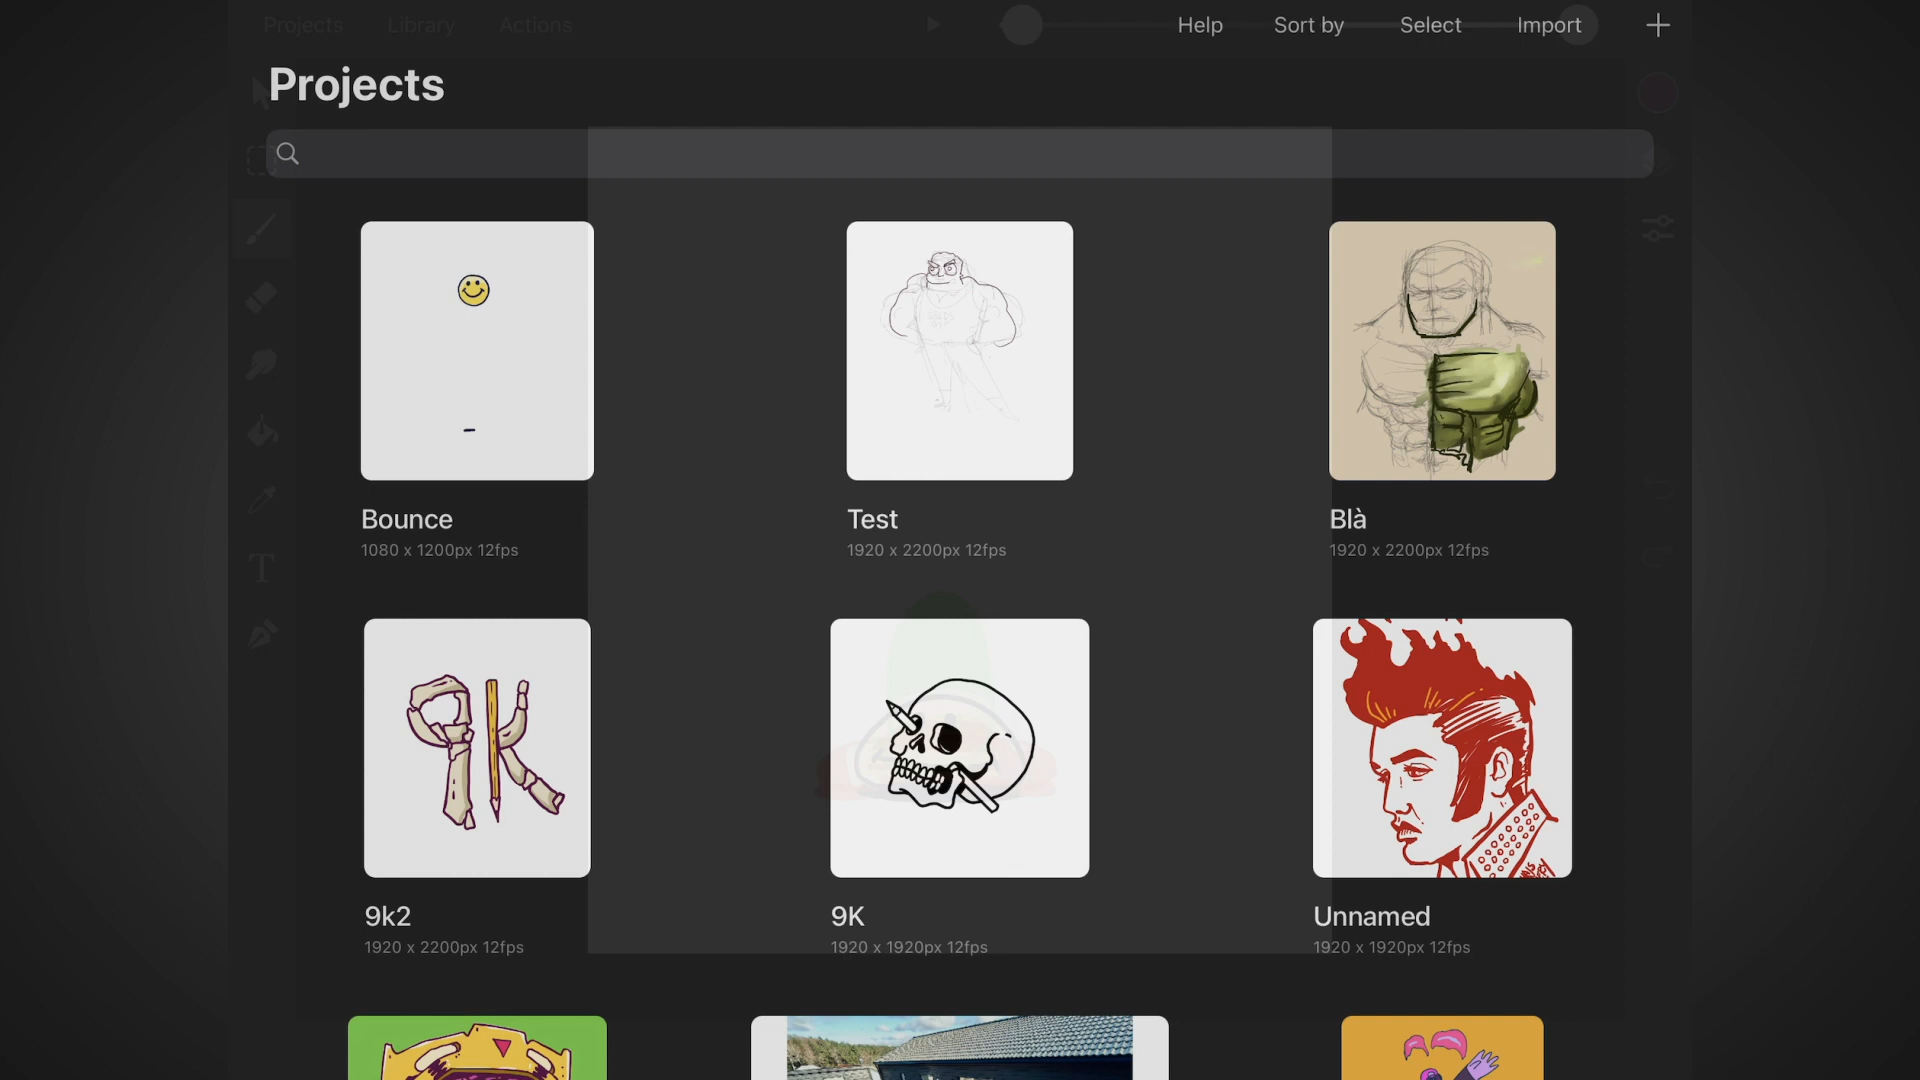 Projects Library Actions Help Sort by Select Import
Projects
Bounce
1080 x 1200px 12fps
Test
1920 x 2200px 12fps
Blà
1920 x 2200px 12fps
T
9k2
1920 x 2200px 12fps
9K
1920 x 1920px 12fps
Unnamed
1920 x 1920px 12fps
9K